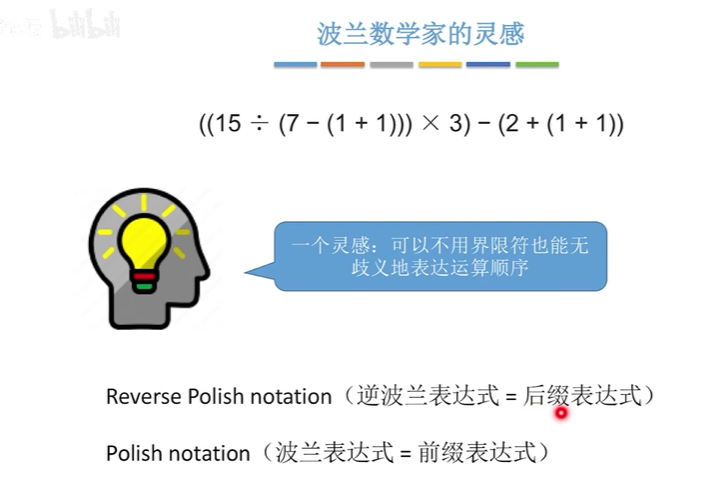 bilibili
波兰数学家的灵感
((15 ÷ (7 − (1 + 1))) × 3) − (2 + (1 + 1))
一个灵感：可以不用界限符也能无
歧义地表达运算顺序
Reverse Polish notation（逆波兰表达式 = 后缀表达式）
Polish notation（波兰表达式 = 前缀表达式）